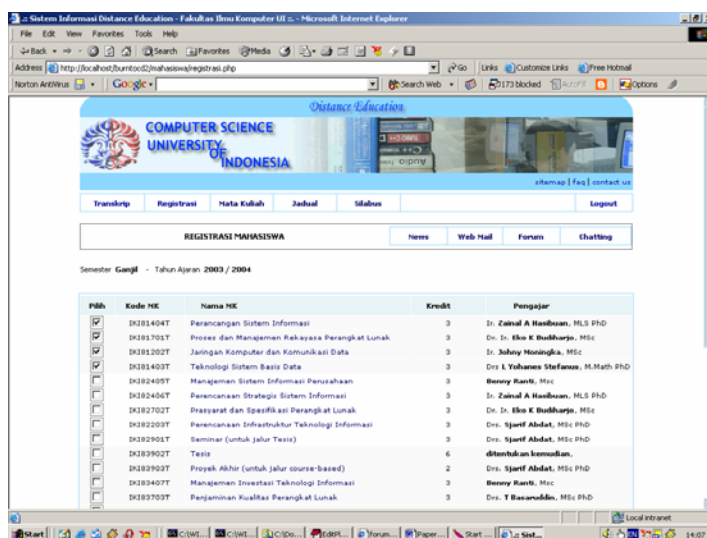 .:: Sistem Informasi Distance Education - Fakultas Ilmu Komputer UI ::. - Microsoft Internet Explorer
File Edit View Favorites Tools Help
Back Search Favorites Media
Address http://localhost/burntood2/mahasiswa/registrasi.php Go Links Customize Links Free Hotmail
Norton AntiVirus Google Search Web 173 blocked AutoFill Options
Distance Education
COMPUTER SCIENCE
UNIVERSITY OF INDONESIA
sitemap | faq | contact us
Transkrip Registrasi Mata Kuliah Jadual Silabus Logout
REGISTRASI MAHASISWA News Web Mail Forum Chatting
Semester Ganjil - Tahun Ajaran 2003 / 2004
Pilih Kode MK Nama MK Kredit Pengajar
IKI81404T Perancangan Sistem Informasi 3 Ir. Zainal A Hasibuan, MLS PhD
IKI81701T Proses dan Manajemen Rekayasa Perangkat Lunak 3 Dr. Ir. Eko K Budiharjo, MSc
IKI81202T Jaringan Komputer dan Komunikasi Data 3 Ir. Johny Moningka, MSc
IKI81403T Teknologi Sistem Basis Data 3 Drs L Yohanes Stefanus, M.Math PhD
IKI82405T Manajemen Sistem Informasi Perusahaan 3 Benny Ranti, Msc
IKI82406T Perencanaan Strategis Sistem Informasi 3 Ir. Zainal A Hasibuan, MLS PhD
IKI82702T Prasyarat dan Spesifikasi Perangkat Lunak 3 Dr. Ir. Eko K Budiharjo, MSc
IKI82203T Perencanaan Infrastruktur Teknologi Informasi 3 Drs. Sjarif Abdat, MSc PhD
IKI82901T Seminar (untuk jalur Tesis) 3 Drs. Sjarif Abdat, MSc PhD
IKI83902T Tesis 6 ditentukan kemudian,
IKI83903T Proyek Akhir (untuk jalur course-based) 2 Drs. Sjarif Abdat, MSc PhD
IKI83407T Manajemen Investasi Teknologi Informasi 3 Benny Ranti, Msc
IKI83703T Penjaminan Kualitas Perangkat Lunak 3 Drs. T Basaruddin, MSc PhD
Local intranet
Start C:\WI... C:\WI... C:\Do... EditPl... Forum... Paper... Start ... .:: Sist... 14:07